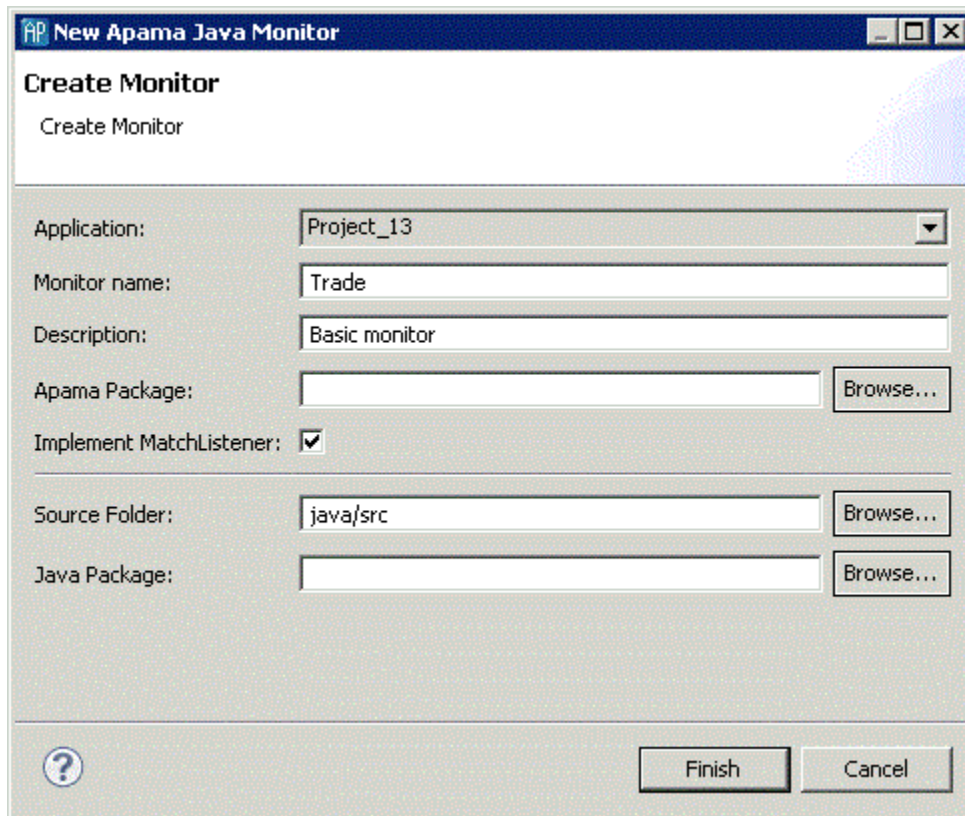 AP New Apama Java Monitor
Create Monitor
Create Monitor
Application: Project_13
Monitor name: Trade
Description: Basic monitor
Apama Package: Browse...
Implement MatchListener:
Source Folder: java/src Browse...
Java Package: Browse...
? Finish Cancel